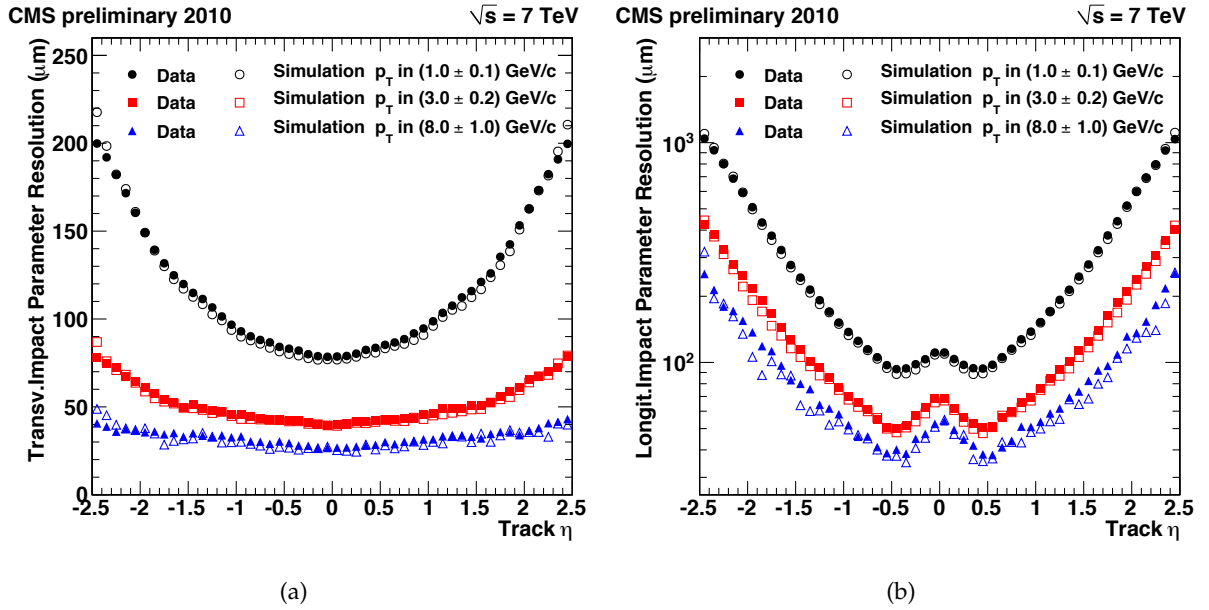 CMS preliminary 2010 √s = 7 TeV
Transv.Impact Parameter Resolution (μm)
250
200
150
100
50
0
Data Simulation p_T in (1.0 ± 0.1) GeV/c
Data Simulation p_T in (3.0 ± 0.2) GeV/c
Data Simulation p_T in (8.0 ± 1.0) GeV/c
-2.5 -2 -1.5 -1 -0.5 0 0.5 1 1.5 2 2.5
Track η
(a)
CMS preliminary 2010 √s = 7 TeV
Longit.Impact Parameter Resolution (μm)
10³
10²
Data Simulation p_T in (1.0 ± 0.1) GeV/c
Data Simulation p_T in (3.0 ± 0.2) GeV/c
Data Simulation p_T in (8.0 ± 1.0) GeV/c
-2.5 -2 -1.5 -1 -0.5 0 0.5 1 1.5 2 2.5
Track η
(b)